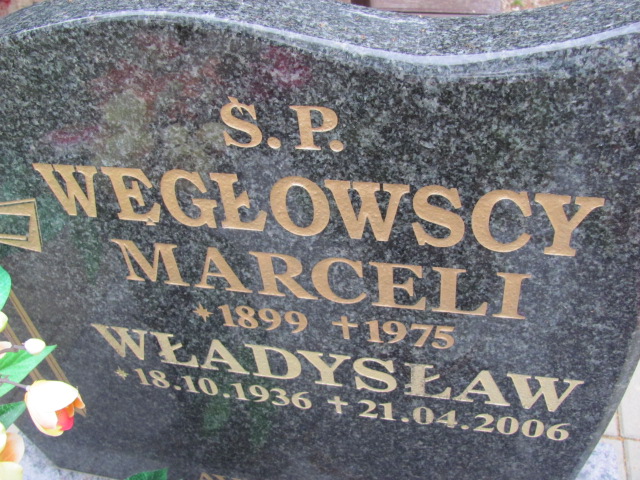 Ś.P.
WĘGŁOWSCY
MARCELI
*1899 +1975
WŁADYSŁAW
*18.10.1936 +21.04.2006